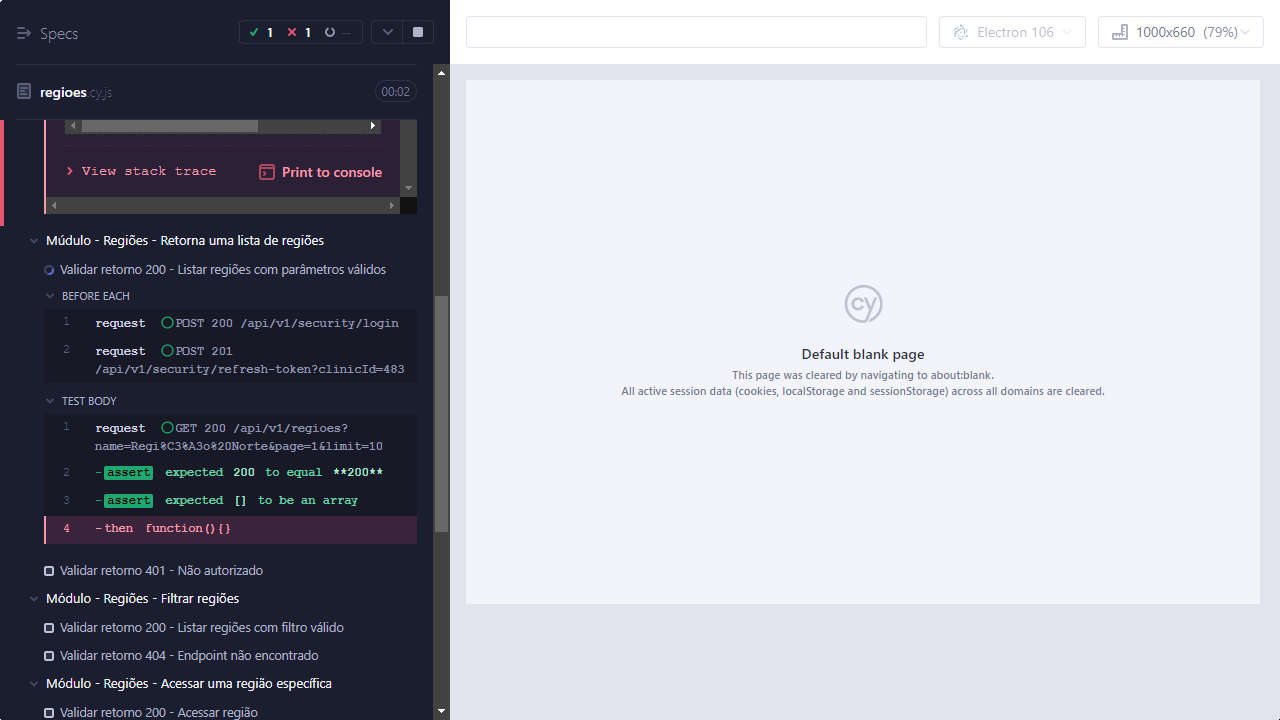 Specs
1
1
--
Electron 106
1000x660 (79%)
regioes.cy.js
00:02
View stack trace
Print to console
Múdulo - Regiões - Retorna uma lista de regiões
Validar retorno 200 - Listar regiões com parâmetros válidos
BEFORE EACH
1 request POST 200 /api/v1/security/login
2 request POST 201
/api/v1/security/refresh-token?clinicId=483
TEST BODY
1 request GET 200 /api/v1/regioes?
name=Regi%C3%A3o%20Norte&page=1&limit=10
2 -assert expected 200 to equal **200**
3 -assert expected [] to be an array
4 -then function(){}
Validar retorno 401 - Não autorizado
Módulo - Regiões - Filtrar regiões
Validar retorno 200 - Listar regiões com filtro válido
Validar retorno 404 - Endpoint não encontrado
Módulo - Regiões - Acessar uma região específica
Validar retorno 200 - Acessar região
cy
Default blank page
This page was cleared by navigating to about:blank.
All active session data (cookies, localStorage and sessionStorage) across all domains are cleared.